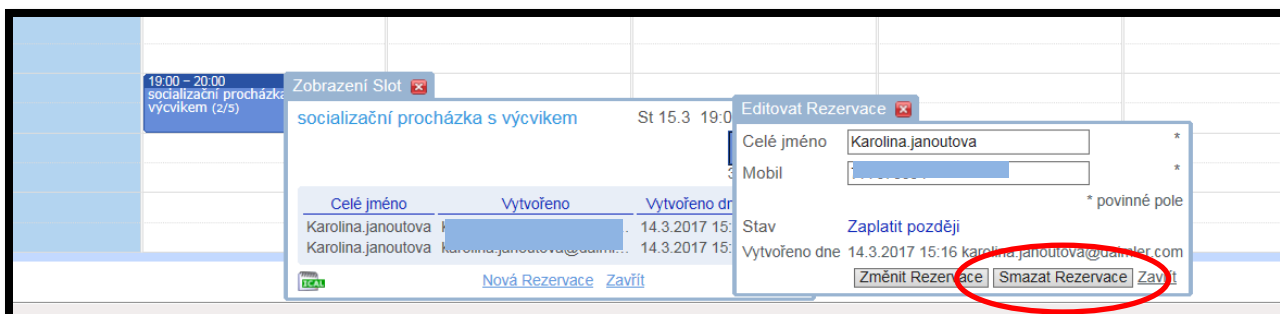 19:00 – 20:00
socializační procházka
výcvikem (2/5)
Zobrazení Slot
socializační procházka s výcvikem St 15.3 19:0
Celé jméno Vytvořeno Vytvořeno dn
Karolina.janoutova 14.3.2017 15:
Karolina.janoutova 14.3.2017 15:
ICAL Nová Rezervace Zavřít
Editovat Rezervace
Celé jméno Karolina.janoutova *
Mobil *
* povinné pole
Stav Zaplatit později
Vytvořeno dne 14.3.2017 15:16 karolina.janoutova@daimler.com
Změnit Rezervace Smazat Rezervace Zavřít